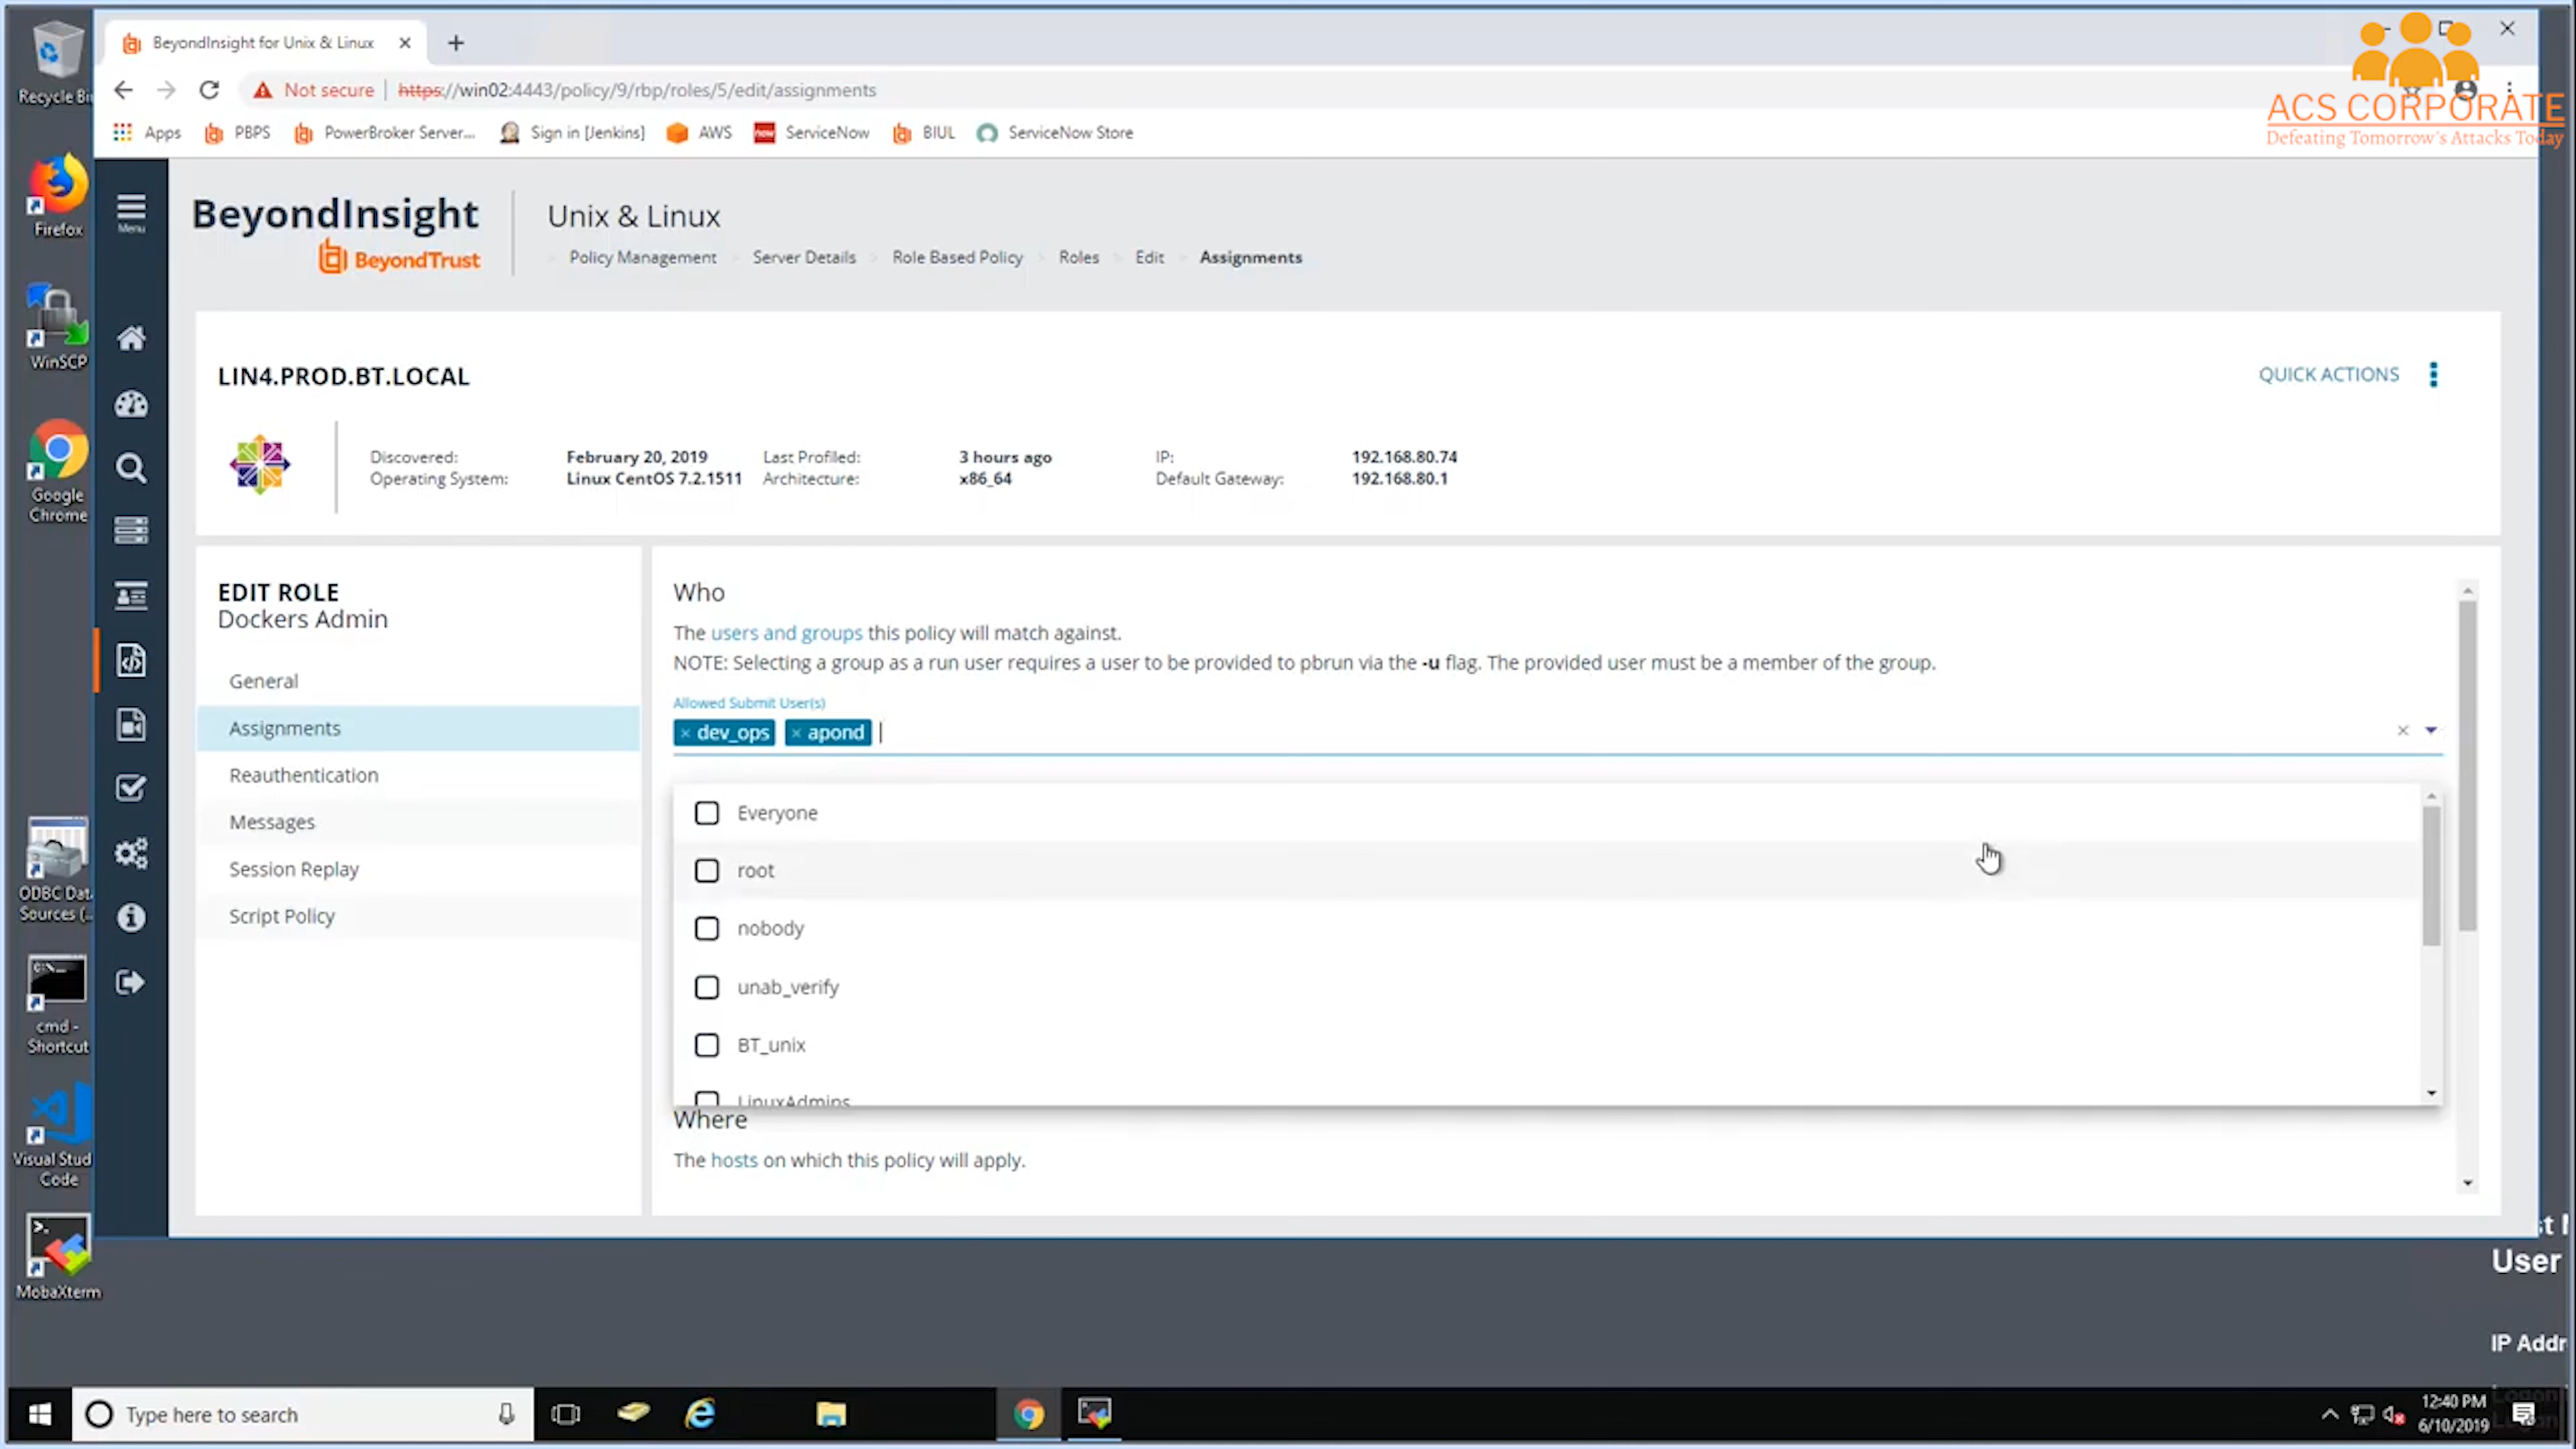 Recycle Bi
BeyondInsight for Unix & Linux
Not secure
https://win02:4443/policy/9/rbp/roles/5/edit/assignments
ACS CORPORATE
Defeating Tomorrow's Attacks Today
Apps
PBPS
PowerBroker Server...
Sign in [Jenkins]
AWS
now
ServiceNow
BIUL
ServiceNow Store
Firefox
WinSCP
Google
Chrome
ODBC Dat
Sources (...
cmd -
Shortcut
Visual Stud
Code
MobaXterm
Menu
BeyondInsight
BeyondTrust
Unix & Linux
Policy Management
Server Details
Role Based Policy
Roles
Edit
Assignments
LIN4.PROD.BT.LOCAL
QUICK ACTIONS
Discovered: February 20, 2019 Last Profiled: 3 hours ago IP: 192.168.80.74
Operating System: Linux CentOS 7.2.1511 Architecture: x86_64 Default Gateway: 192.168.80.1
EDIT ROLE
Dockers Admin
General
Assignments
Reauthentication
Messages
Session Replay
Script Policy
Who
The users and groups this policy will match against.
NOTE: Selecting a group as a run user requires a user to be provided to pbrun via the -u flag. The provided user must be a member of the group.
Allowed Submit User(s)
× dev_ops × apond
Everyone
root
nobody
unab_verify
BT_unix
LinuxAdmins
Where
The hosts on which this policy will apply.
User
IP Addr
Type here to search
12:40 PM
6/10/2019